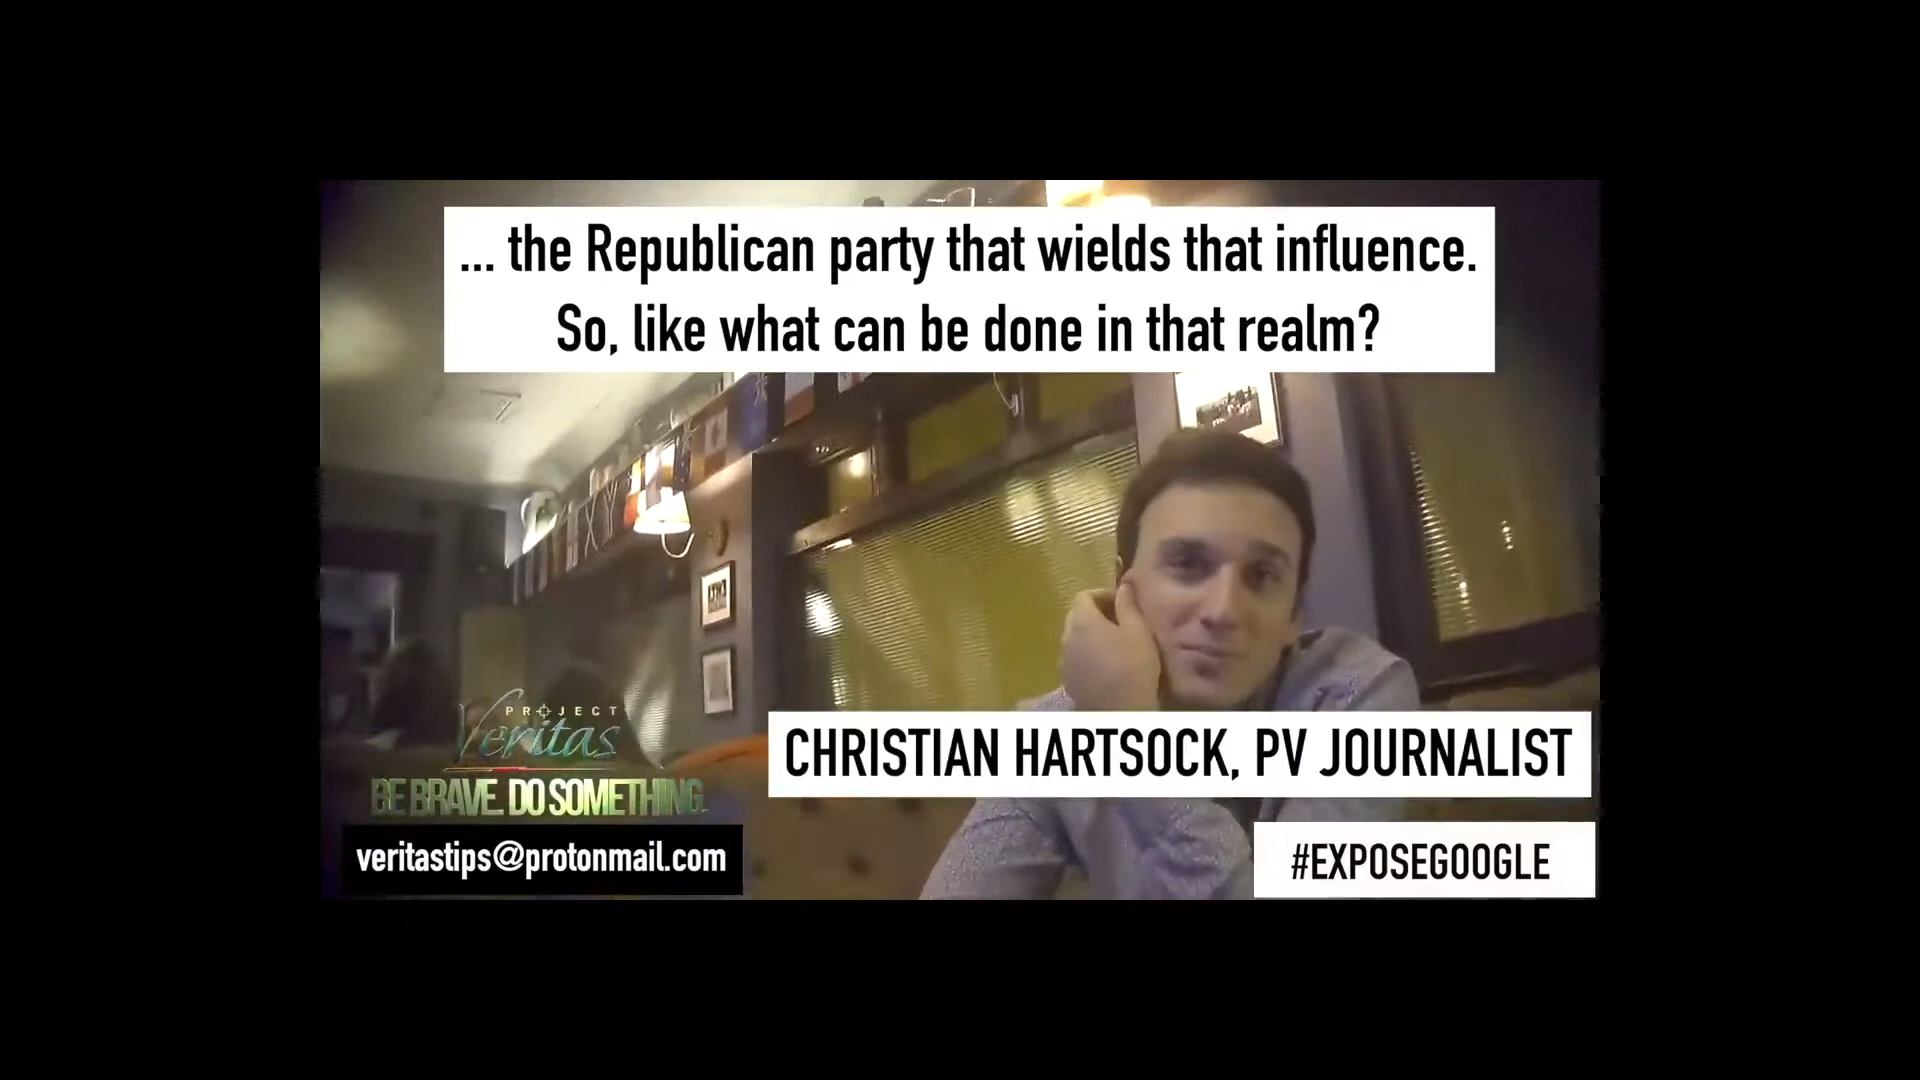 ... the Republican party that wields that influence.
So, like what can be done in that realm?
PROJECT
Veritas
BE BRAVE. DO SOMETHING.
CHRISTIAN HARTSOCK, PV JOURNALIST
veritastips@protonmail.com
#EXPOSEGOOGLE